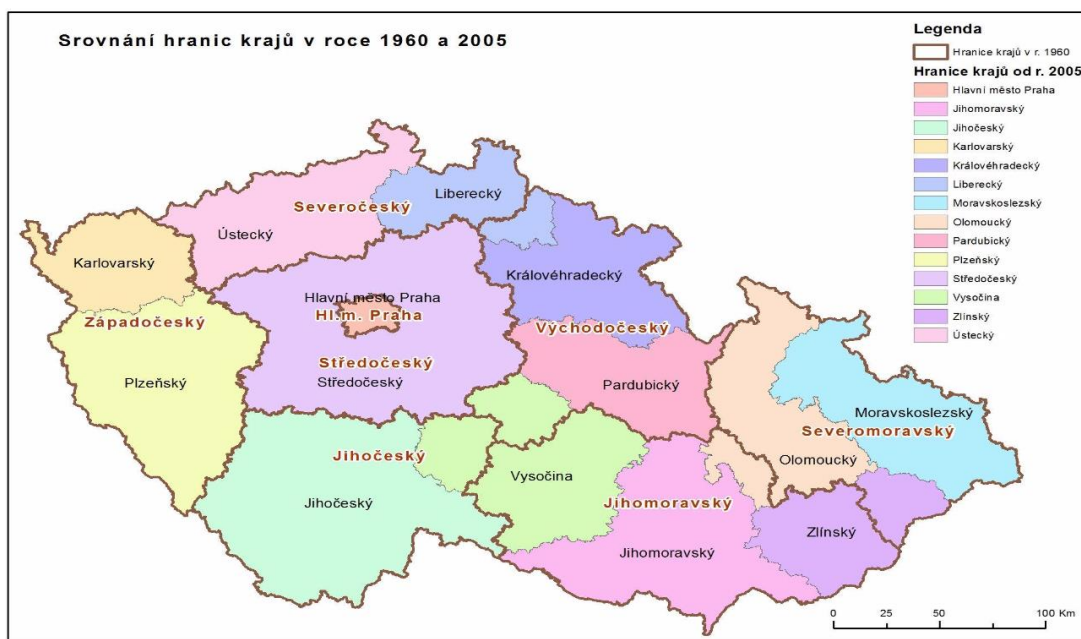 Srovnání hranic krajů v roce 1960 a 2005
Legenda
Hranice krajů v r. 1960
Hranice krajů od r. 2005
Hlavní město Praha
Jihomoravský
Jihočeský
Karlovarský
Královéhradecký
Liberecký
Moravskoslezský
Olomoucký
Pardubický
Plzeňský
Středočeský
Vysočina
Zlínský
Ústecký
Liberecký
Severočeský
Ústecký
Karlovarský
Královéhradecký
Hlavní město Praha
Hl.m. Praha
Západočeský
Východočeský
Středočeský
Středočeský
Plzeňský
Pardubický
Moravskoslezský
Severomoravský
Jihočeský
Olomoucký
Vysočina
Jihočeský
Jihomoravský
Zlínský
Jihomoravský
0 25 50 100 Km